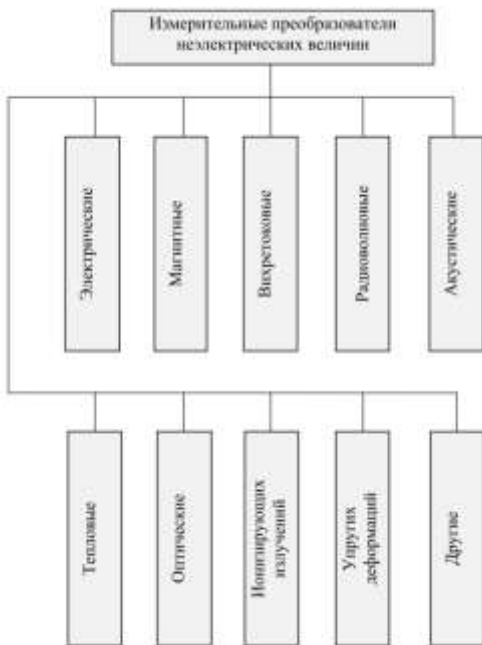 Измерительные преобразователи
неэлектрических величин
Электрические
Магнитные
Вихретоковые
Радиоволновые
Акустические
Тепловые
Оптические
Ионизирующих
излучений
Упругих
деформаций
Другие